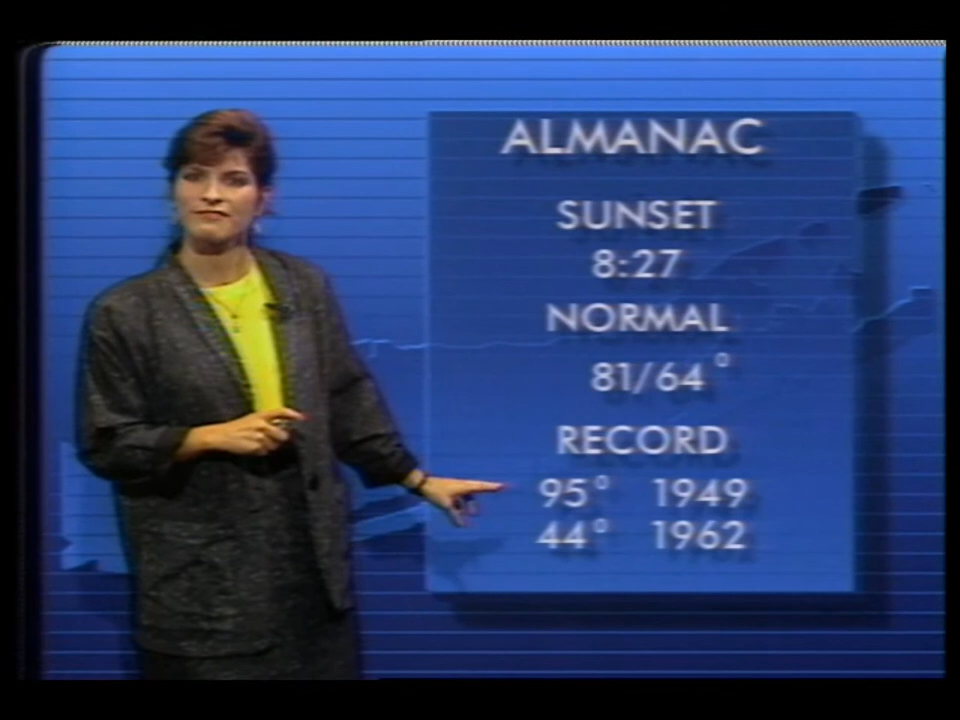 ALMANAC
SUNSET
8:27
NORMAL
81/64°
RECORD
95° 1949
44° 1962